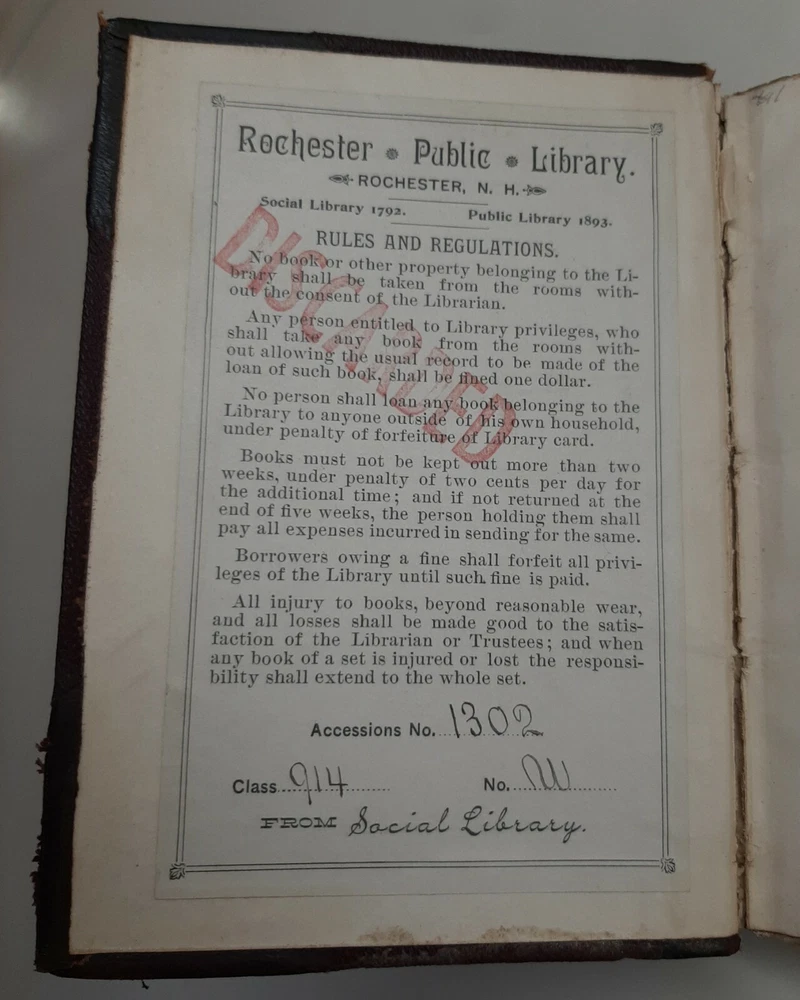 Rochester • Public • Library.
ROCHESTER, N. H.
Social Library 1792. Public Library 1893.
RULES AND REGULATIONS.
No book or other property belonging to the Li-
brary shall be taken from the rooms with-
out the consent of the Librarian.
Any person entitled to Library privileges, who
shall take any book from the rooms with-
out allowing the usual record to be made of the
loan of such book, shall be fined one dollar.
No person shall loan any book belonging to the
Library to anyone outside of his own household,
under penalty of forfeiture of Library card.
Books must not be kept out more than two
weeks, under penalty of two cents per day for
the additional time; and if not returned at the
end of five weeks, the person holding them shall
pay all expenses incurred in sending for the same.
Borrowers owing a fine shall forfeit all privi-
leges of the Library until such fine is paid.
All injury to books, beyond reasonable wear,
and all losses shall be made good to the satis-
faction of the Librarian or Trustees; and when
any book of a set is injured or lost the responsi-
bility shall extend to the whole set.
DISCARDED
Accessions No. 1302
Class 914 No.
FROM Social Library.